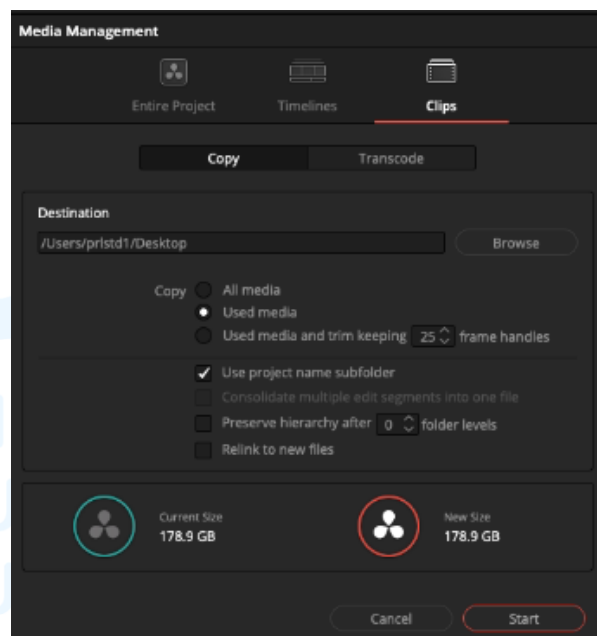 Media Management
Entire Project Timelines Clips
Copy Transcode
Destination
/Users/prlstd1/Desktop Browse
Copy All media
Used media
Used media and trim keeping 25 frame handles
Use project name subfolder
Consolidate multiple edit segments into one file
Preserve hierarchy after 0 folder levels
Relink to new files
Current Size New Size
178.9 GB 178.9 GB
Cancel Start